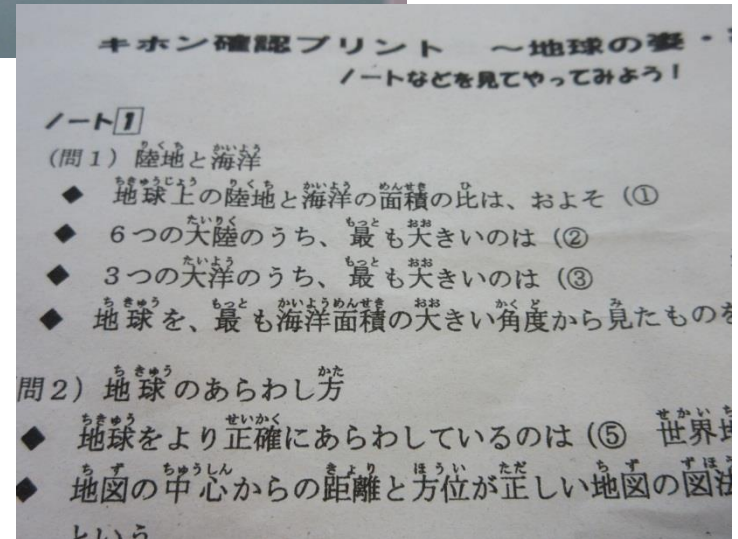 キホン確認プリント ～地球の姿・
ノートなどを見てやってみよう！
ノート1
(問1) 陸地と海洋
◆ 地球上の陸地と海洋の面積の比は、およそ (①
◆ 6つの大陸のうち、最も大きいのは (②
◆ 3つの大洋のうち、最も大きいのは (③
◆ 地球を、最も海洋面積の大きい角度から見たものを
問2) 地球のあらわし方
◆ 地球をより正確にあらわしているのは (⑤ 世界地
◆ 地図の中心からの距離と方位が正しい地図の図法
という